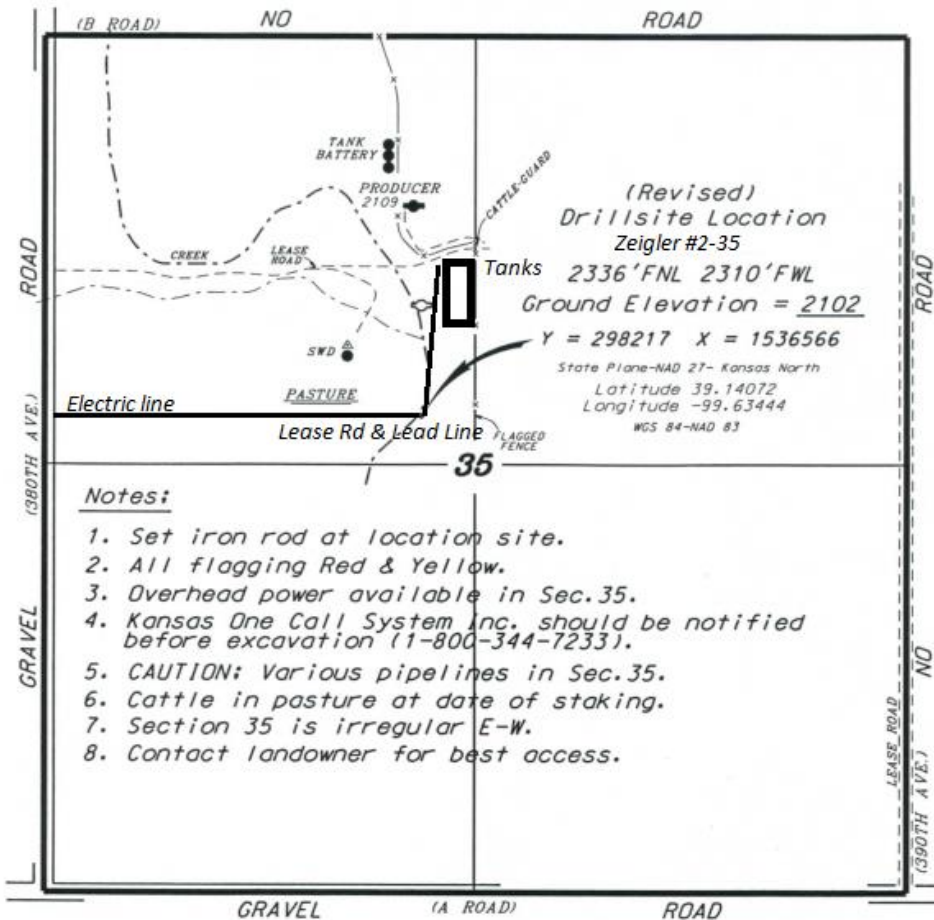 (B ROAD) NO ROAD
TANK
BATTERY
PRODUCER
2109
CATTLE-GUARD
(Revised)
Drillsite Location
Zeigler #2-35
2336'FNL 2310'FWL
Ground Elevation = 2102
Y = 298217 X = 1536566
State Plane-NAD 27- Kansas North
Latitude 39.14072
Longitude -99.63444
WGS 84-NAD 83
CREEK
LEASE
ROAD
Tanks
SWD
PASTURE
Electric line
Lease Rd & Lead Line
FLAGGED
FENCE
35
Notes:
1. Set iron rod at location site.
2. All flagging Red & Yellow.
3. Overhead power available in Sec.35.
4. Kansas One Call System Inc. should be notified
before excavation (1-800-344-7233).
5. CAUTION: Various pipelines in Sec.35.
6. Cattle in pasture at date of staking.
7. Section 35 is irregular E-W.
8. Contact landowner for best access.
GRAVEL (380TH AVE.) ROAD
LEASE ROAD
(390TH AVE.) NO ROAD
GRAVEL (A ROAD) ROAD